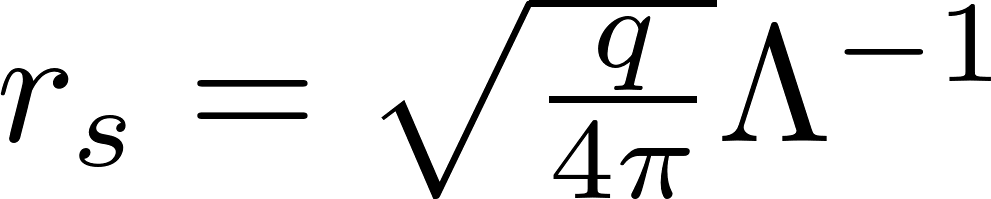 r_s = \sqrt{\frac{q}{4\pi}} \Lambda^{-1}